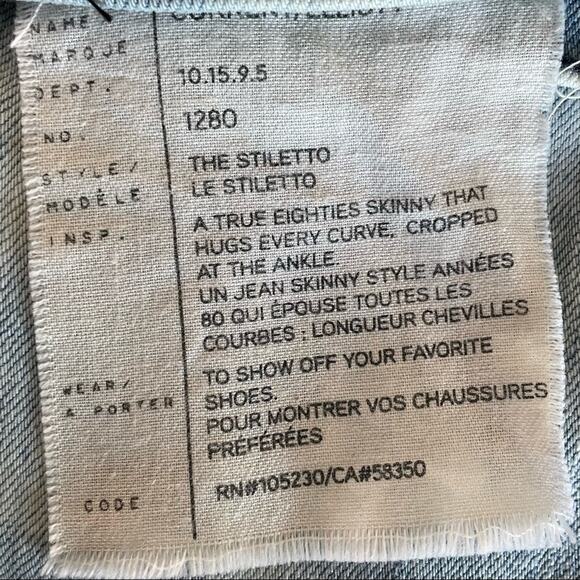 NAME CURRENT/ELLIOTT
MARQUE
DEPT. 10.15.9.5
NO. 1280
STYLE/ THE STILETTO
MODÈLE LE STILETTO
INSP. A TRUE EIGHTIES SKINNY THAT
HUGS EVERY CURVE, CROPPED
AT THE ANKLE.
UN JEAN SKINNY STYLE ANNÉES
80 QUI ÉPOUSE TOUTES LES
COURBES ; LONGUEUR CHEVILLES
WEAR/ TO SHOW OFF YOUR FAVORITE
À PORTER SHOES.
POUR MONTRER VOS CHAUSSURES
PRÉFÉRÉES
CODE RN#105230/CA#58350